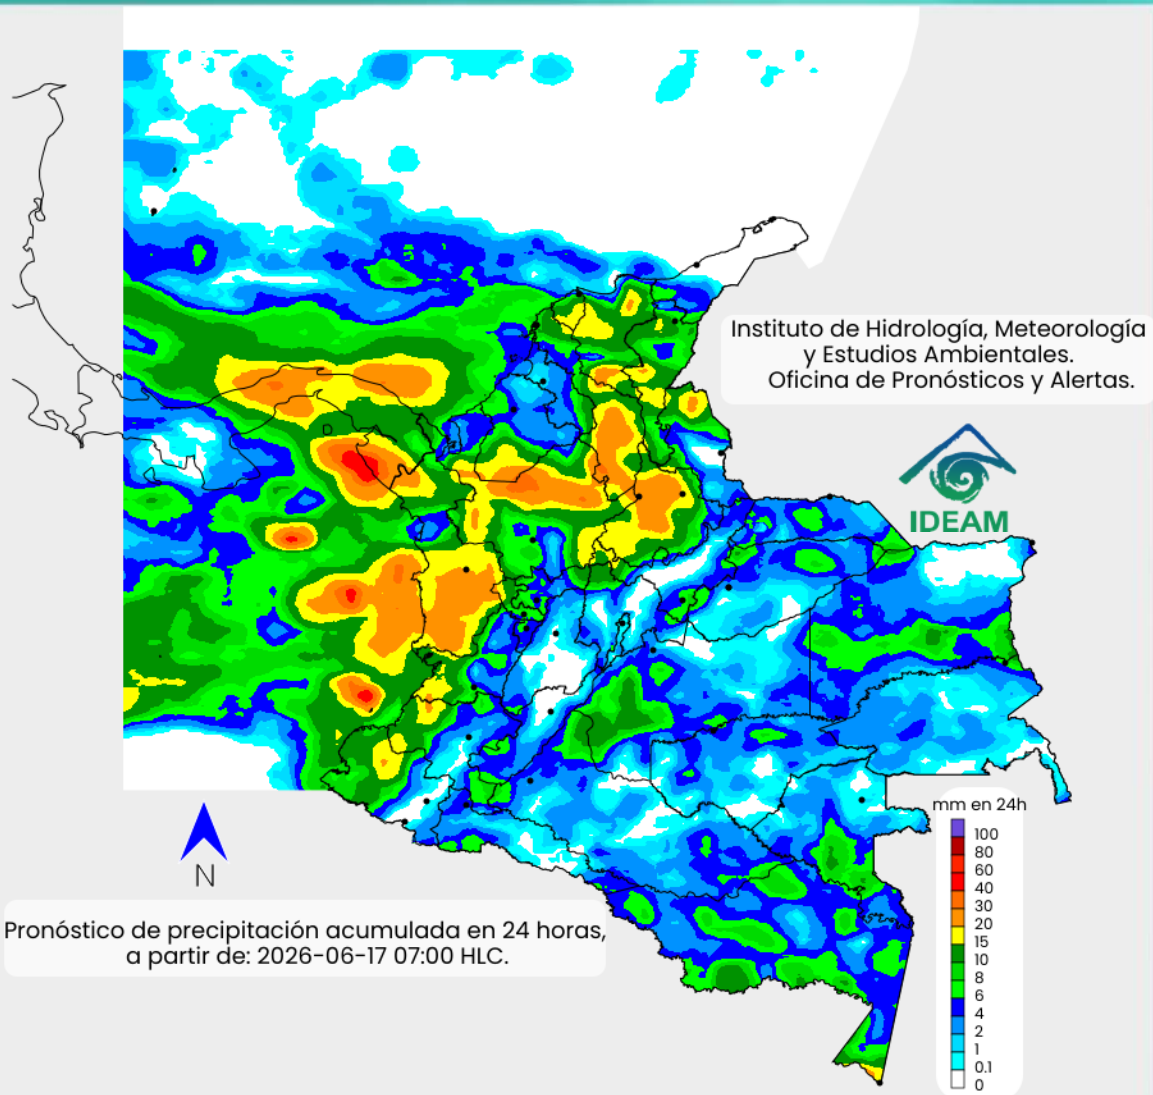 Instituto de Hidrología, Meteorología
y Estudios Ambientales.
Oficina de Pronósticos y Alertas.
IDEAM
mm en 24h
100
80
60
40
30
20
15
10
8
6
4
2
1
0.1
0
N
Pronóstico de precipitación acumulada en 24 horas,
a partir de: 2026-06-17 07:00 HLC.